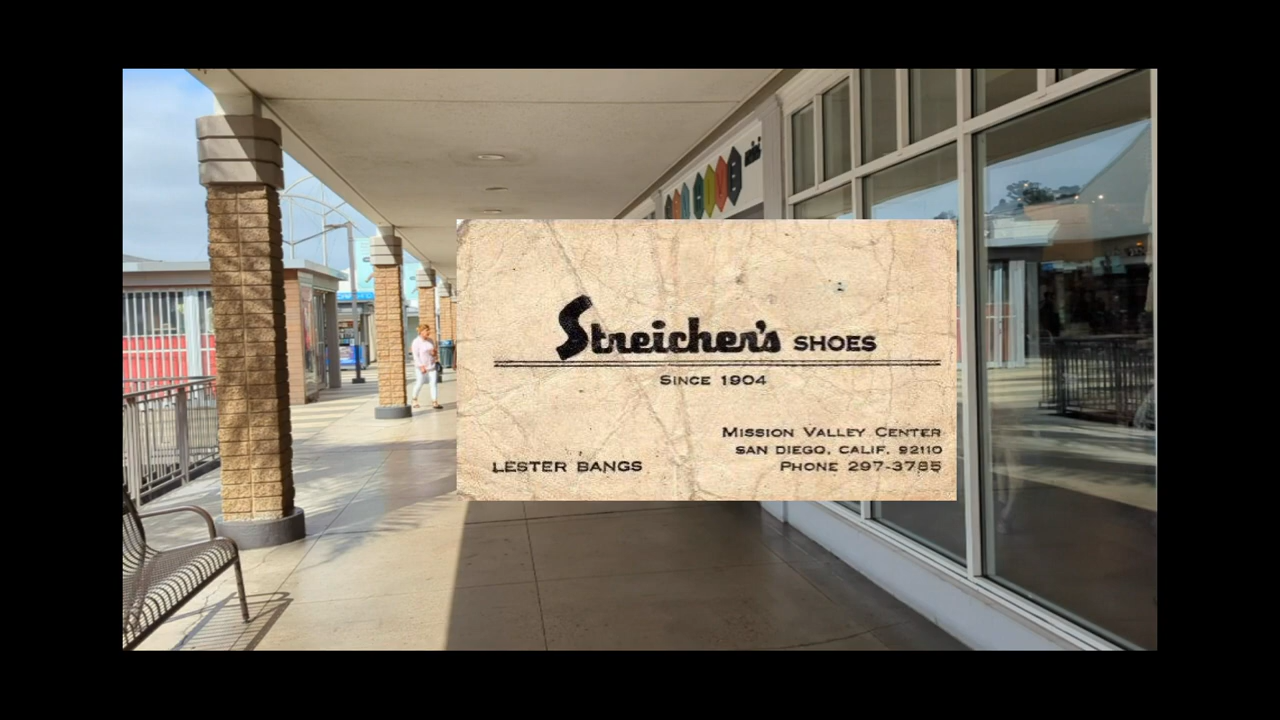 Streicher's SHOES
SINCE 1904
MISSION VALLEY CENTER
SAN DIEGO, CALIF. 92110
LESTER BANGS
PHONE 297-3785